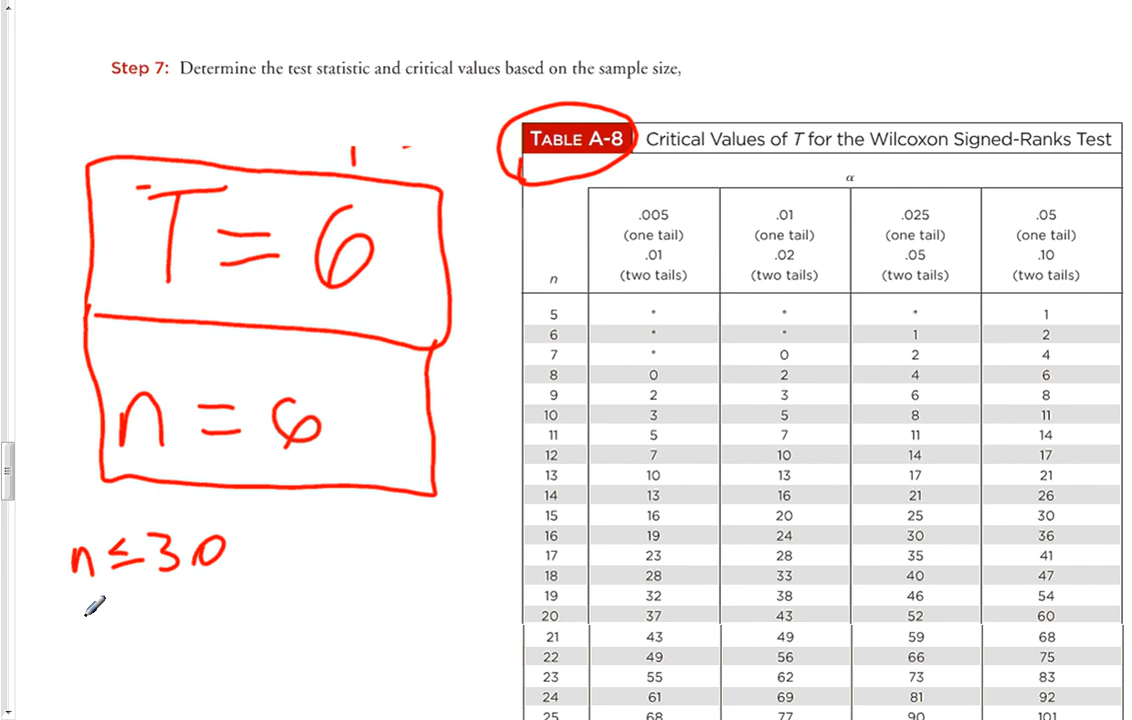 Step 7: Determine the test statistic and critical values based on the sample size,
TABLE A-8 Critical Values of T for the Wilcoxon Signed-Ranks Test
α
n .005 (one tail) .01 (two tails) .01 (one tail) .02 (two tails) .025 (one tail) .05 (two tails) .05 (one tail) .10 (two tails)
5 * * * 1
6 * * 1 2
7 * 0 2 4
8 0 2 4 6
9 2 3 6 8
10 3 5 8 11
11 5 7 11 14
12 7 10 14 17
13 10 13 17 21
14 13 16 21 26
15 16 20 25 30
16 19 24 30 36
17 23 28 35 41
18 28 33 40 47
19 32 38 46 54
20 37 43 52 60
21 43 49 59 68
22 49 56 66 75
23 55 62 73 83
24 61 69 81 92
25 68 77 90 101
T = 6
n = 6
n ≤ 30